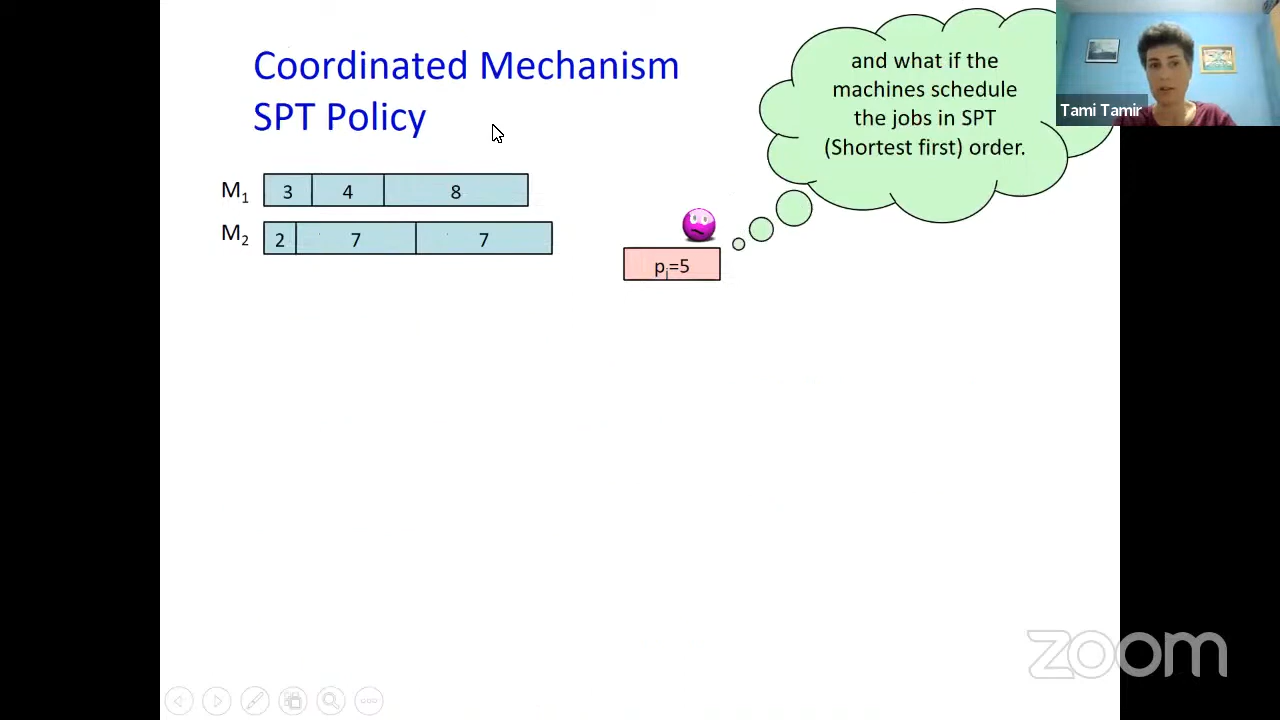 Coordinated Mechanism
SPT Policy
and what if the
machines schedule
the jobs in SPT
(Shortest first) order.
Tami Tamir
M1 3 4 8
M2 2 7 7
pj=5
zoom